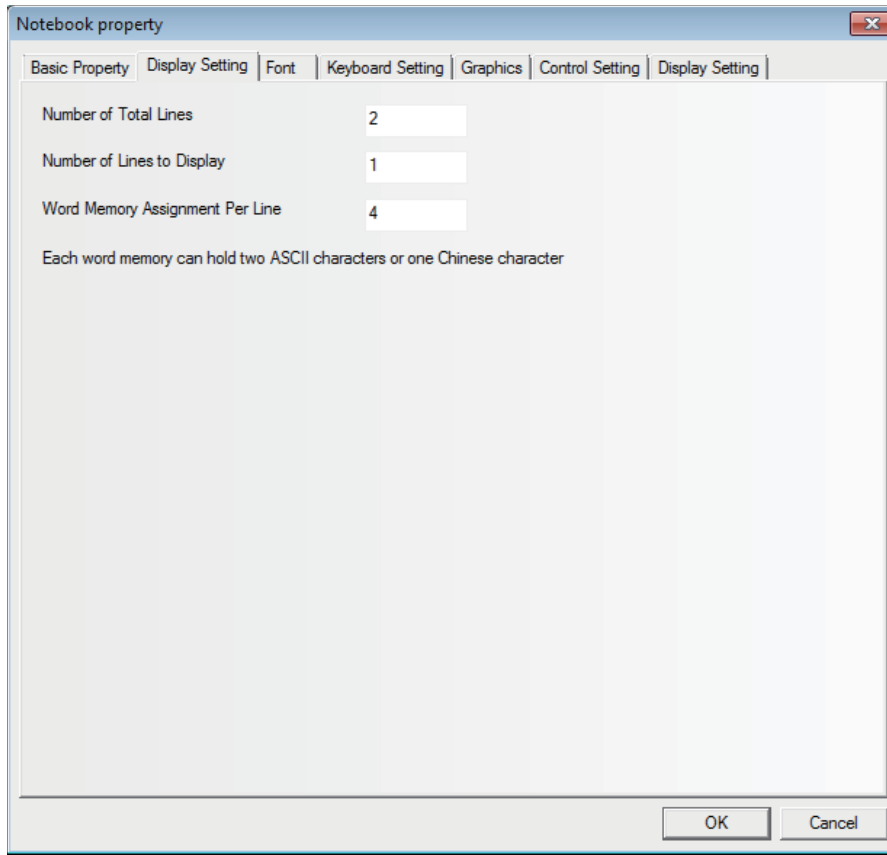 Notebook property
Basic Property Display Setting Font Keyboard Setting Graphics Control Setting Display Setting
Number of Total Lines 2
Number of Lines to Display 1
Word Memory Assignment Per Line 4
Each word memory can hold two ASCII characters or one Chinese character
OK Cancel